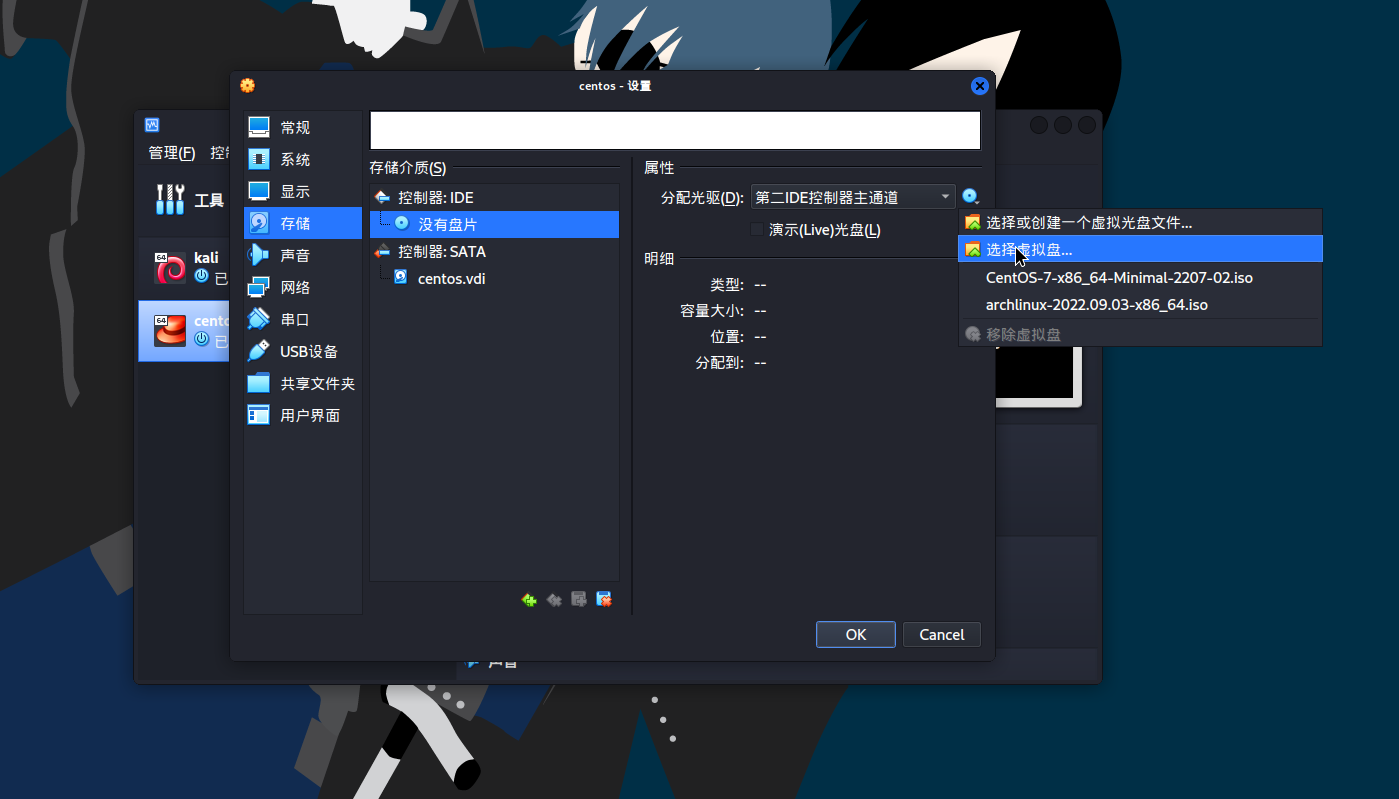 centos - 设置
管理(F)
工具
64
kali
64
常规
系统
显示
存储
声音
网络
串口
USB设备
共享文件夹
用户界面
存储介质(S)
控制器: IDE
没有盘片
控制器: SATA
centos.vdi
属性
分配光驱(D):
第二IDE控制器主通道
演示(Live)光盘(L)
明细
类型: --
容量大小: --
位置: --
分配到: --
选择或创建一个虚拟光盘文件...
选择虚拟盘...
CentOS-7-x86_64-Minimal-2207-02.iso
archlinux-2022.09.03-x86_64.iso
移除虚拟盘
OK
Cancel
声音